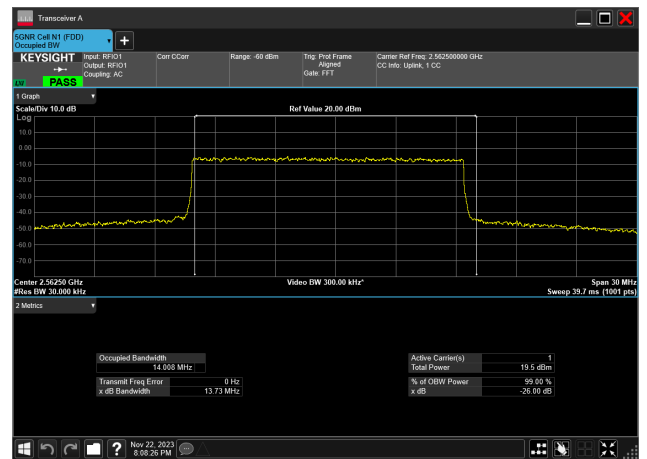 Transceiver A
5GNR Cell N1 (FDD)
Occupied BW
+
KEYSIGHT
Input: RFIO1
Output: RFIO1
Coupling: AC
Corr CCorr
Range: -60 dBm
Trig: Prot Frame
Aligned
Gate: FFT
Carrier Ref Freq: 2.562500000 GHz
CC Info: Uplink, 1 CC
PASS
1 Graph
Scale/Div 10.0 dB
Ref Value 20.00 dBm
Log
10.0
0.00
-10.0
-20.0
-30.0
-40.0
-50.0
-60.0
-70.0
Center 2.56250 GHz
Video BW 300.00 kHz*
Span 30 MHz
#Res BW 30.000 kHz
Sweep 39.7 ms (1001 pts)
2 Metrics
Occupied Bandwidth
14.008 MHz
Active Carrier(s) 1
Total Power 19.5 dBm
Transmit Freq Error 0 Hz
x dB Bandwidth 13.73 MHz
% of OBW Power 99.00 %
x dB -26.00 dB
?
Nov 22, 2023
8:08:26 PM